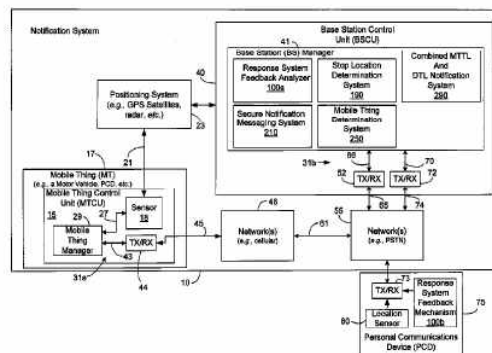 Notification System
Base Station Control
Unit (BSCU)
41
Base Station (BS) Manager
40
Response System
Feedback Analyzer
100a
Stop Location
Determination
System
190
Combined MTTL
And
DTL Notification
System
290
Secure Notification
Messaging System
210
Mobile Thing
Determination
System
250
Positioning System
(e.g., GPS Satellites,
radar, etc.)
23
17
21
31b
66
70
TX/RX
62
TX/RX
72
65
74
Mobile Thing (MT)
(e.g., a Motor Vehicle, PCD, etc.)
Mobile Thing Control
Unit (MTCU)
15
29
27
Sensor
18
Mobile Thing
Manager
43
TX/RX
44
31a
45
46
Network(s)
(e.g., cellular)
61
55
Network(s)
(e.g., PSTN)
10
73
TX/RX
Response
System
Feedback
Mechanism
100b
75
80
Location
Sensor
Personal Communications
Device (PCD)